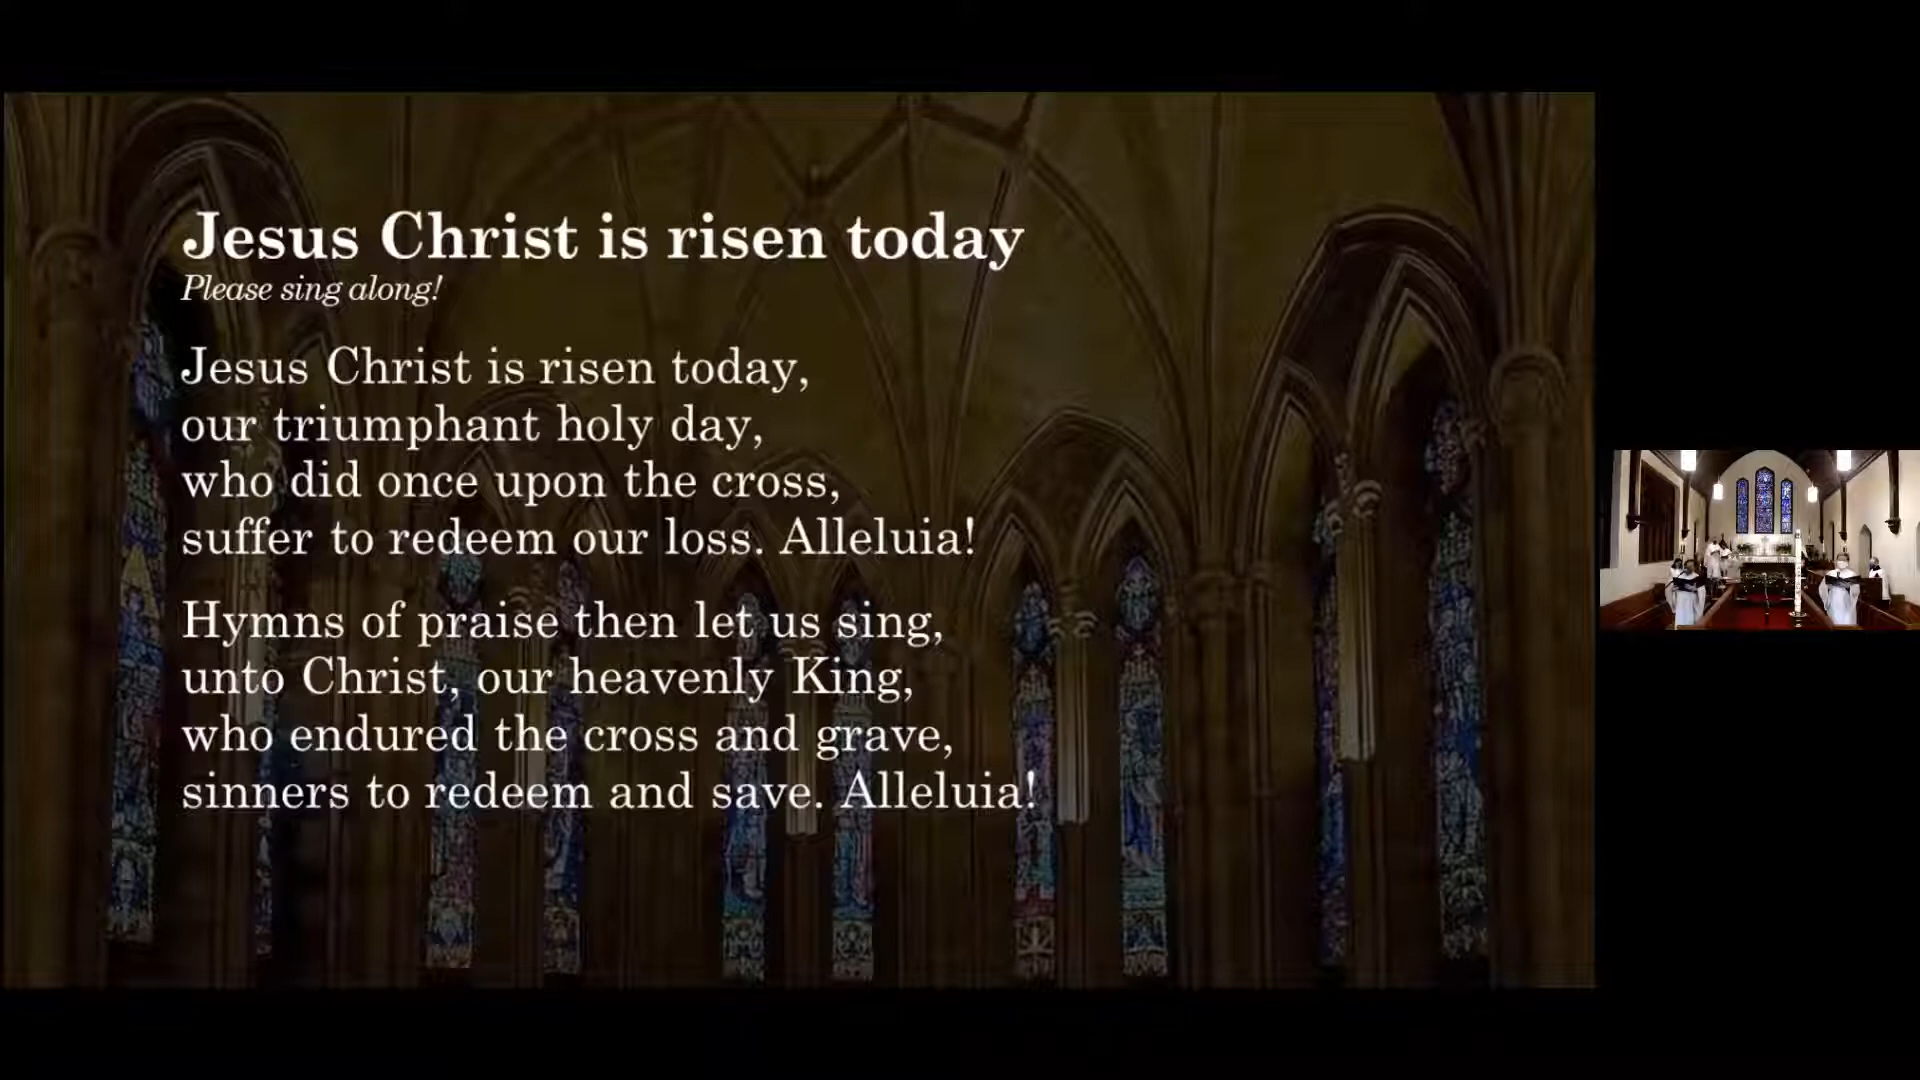 Jesus Christ is risen today
Please sing along!
Jesus Christ is risen today,
our triumphant holy day,
who did once upon the cross,
suffer to redeem our loss. Alleluia!
Hymns of praise then let us sing,
unto Christ, our heavenly King,
who endured the cross and grave,
sinners to redeem and save. Alleluia!